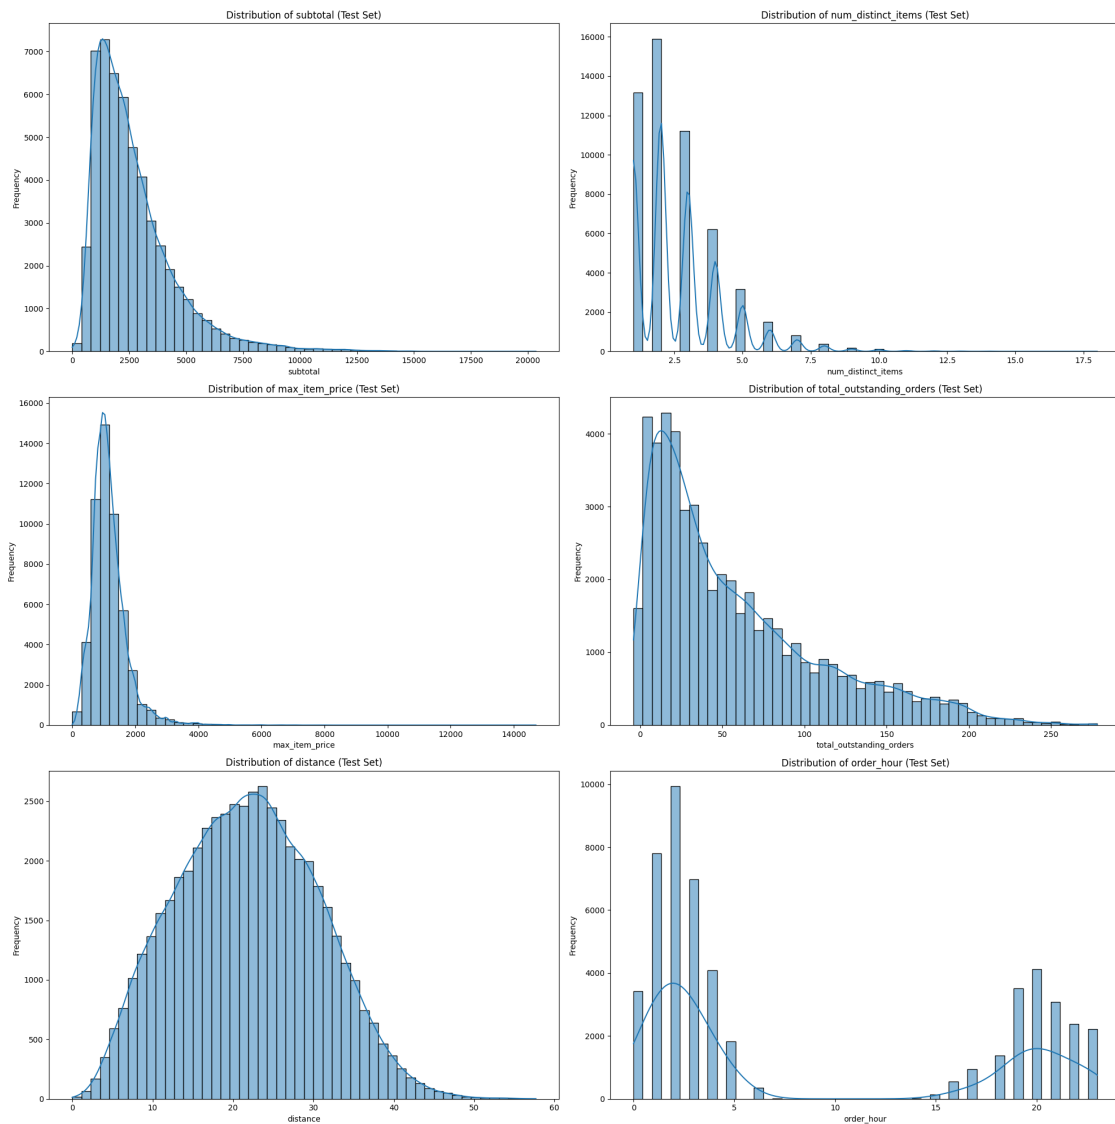 Distribution of subtotal (Test Set)
Frequency
7000
6000
5000
4000
3000
2000
1000
0
0 2500 5000 7500 10000 12500 15000 17500 20000
subtotal
Distribution of num_distinct_items (Test Set)
Frequency
16000
14000
12000
10000
8000
6000
4000
2000
0
2.5 5.0 7.5 10.0 12.5 15.0 17.5
num_distinct_items
Distribution of max_item_price (Test Set)
Frequency
16000
14000
12000
10000
8000
6000
4000
2000
0
0 2000 4000 6000 8000 10000 12000 14000
max_item_price
Distribution of total_outstanding_orders (Test Set)
Frequency
4000
3000
2000
1000
0
0 50 100 150 200 250
total_outstanding_orders
Distribution of distance (Test Set)
Frequency
2500
2000
1500
1000
500
0
0 10 20 30 40 50 60
distance
Distribution of order_hour (Test Set)
Frequency
10000
8000
6000
4000
2000
0
0 5 10 15 20
order_hour